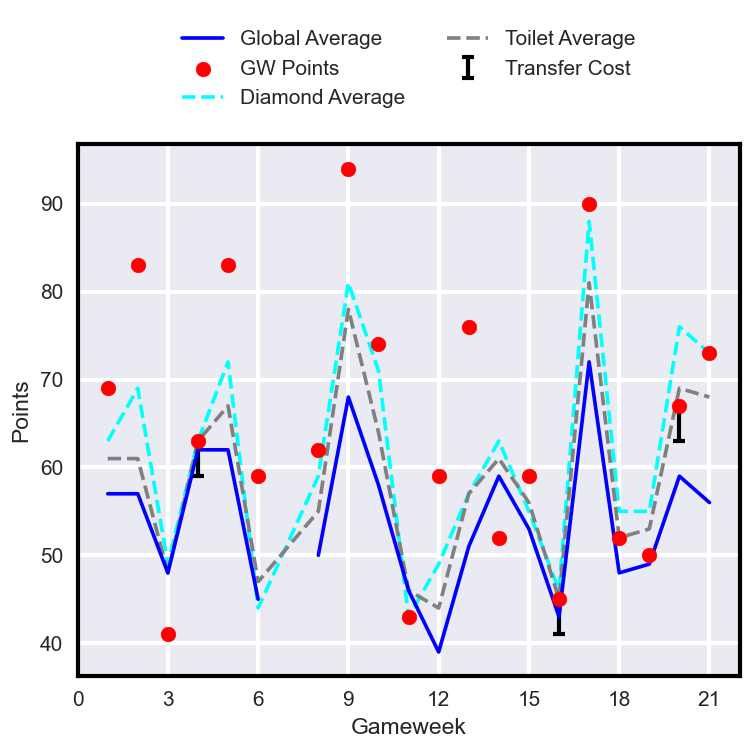 Global Average
GW Points
Diamond Average
Toilet Average
Transfer Cost
90
80
70
60
50
40
Points
0 3 6 9 12 15 18 21
Gameweek